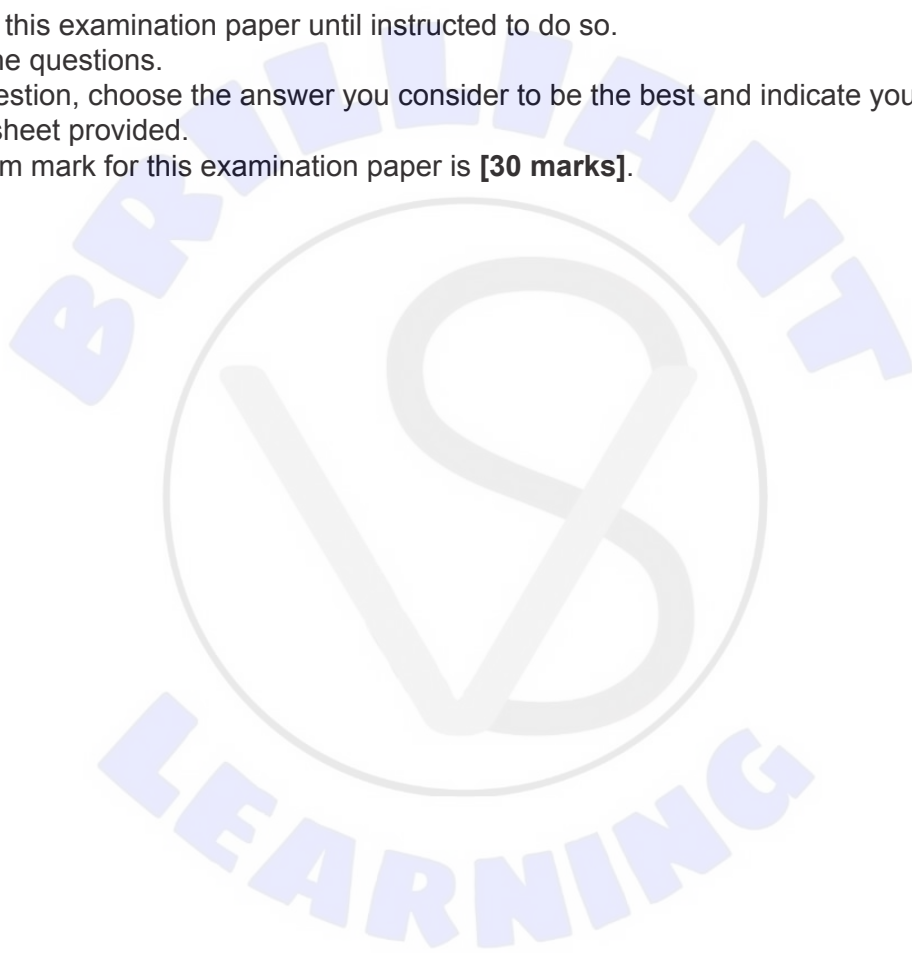 this examination paper until instructed to do so.
ne questions.
estion, choose the answer you consider to be the best and indicate you
sheet provided.
m mark for this examination paper is [30 marks].
BRILLIANT
VS
LEARNING